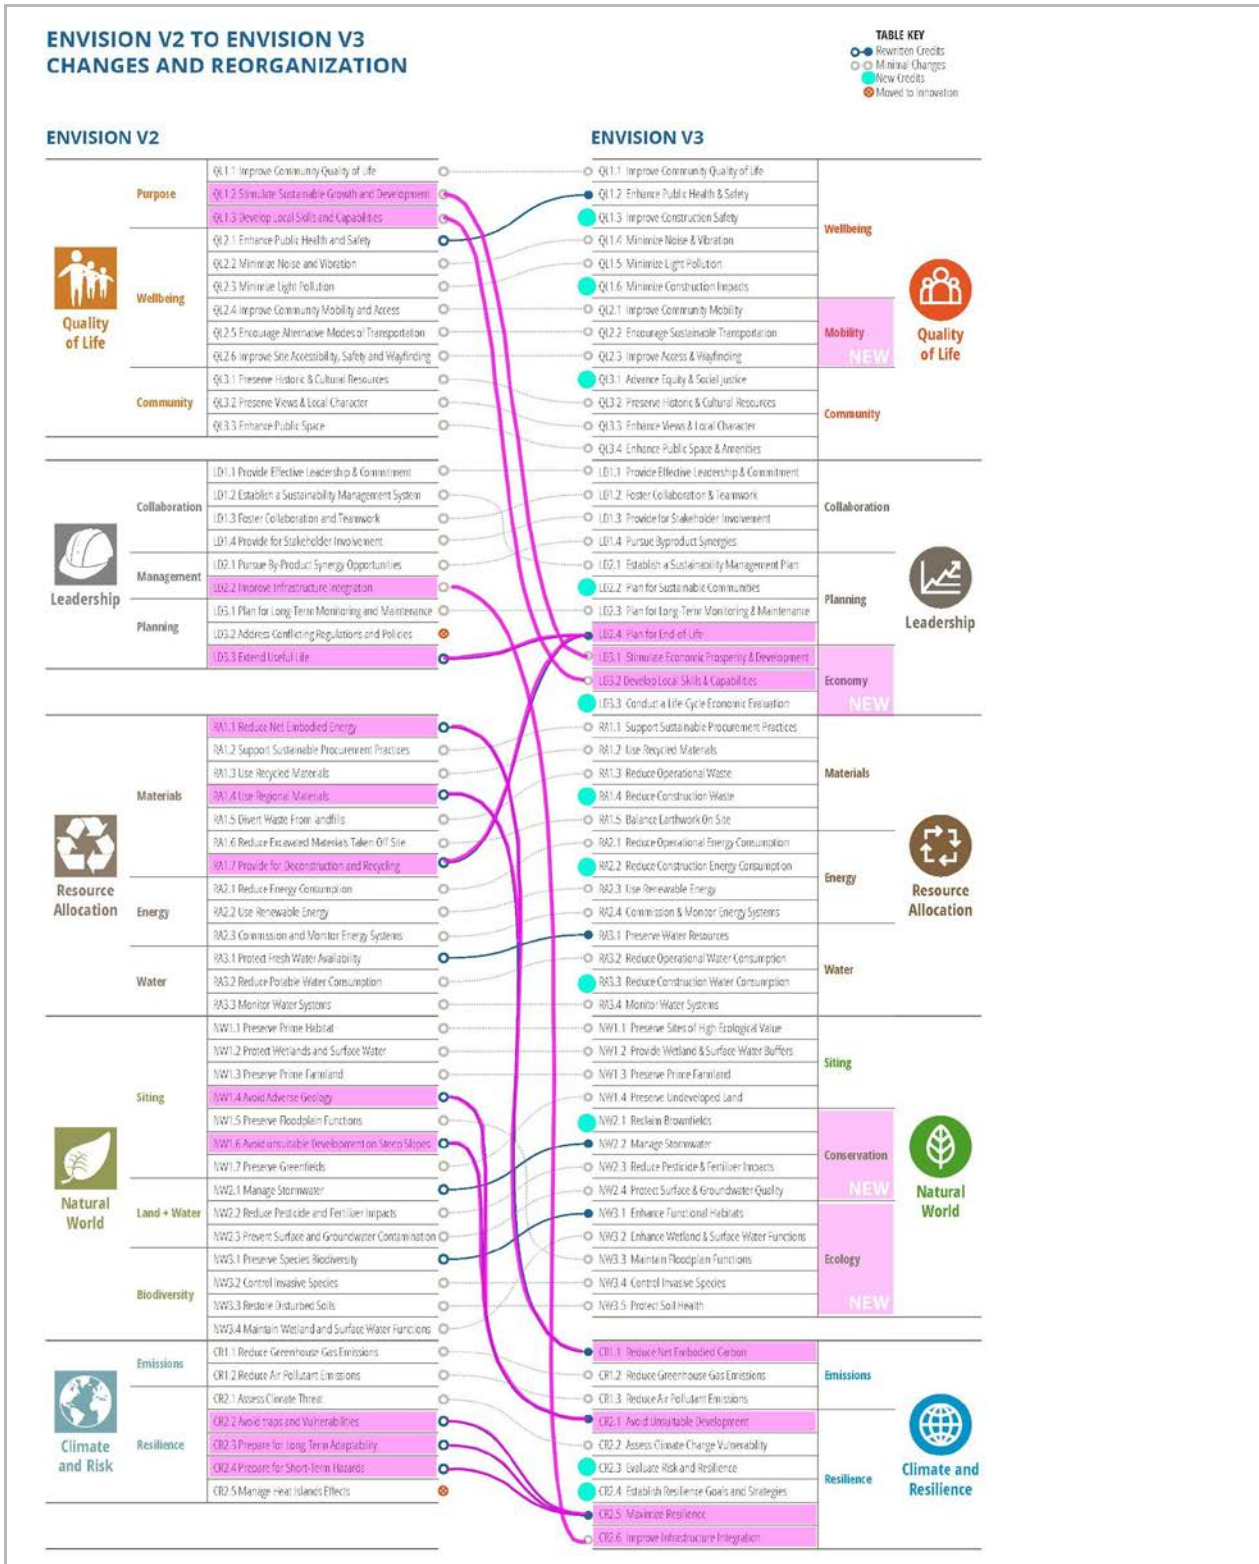 ENVISION V2 TO ENVISION V3
CHANGES AND REORGANIZATION
TABLE KEY
Rewritten Credits
Minimal Changes
New Credits
Moved to Innovation
ENVISION V2
Purpose
QL1.1 Improve Community Quality of Life
QL1.2 Stimulate Sustainable Growth and Development
QL1.3 Develop Local Skills and Capabilities
Quality
of Life
Wellbeing
QL2.1 Enhance Public Health and Safety
QL2.2 Minimize Noise and Vibration
QL2.3 Minimize Light Pollution
QL2.4 Improve Community Mobility and Access
QL2.5 Encourage Alternative Modes of Transportation
QL2.6 Improve Site Accessibility, Safety and Wayfinding
Community
QL3.1 Preserve Historic & Cultural Resources
QL3.2 Preserve Views & Local Character
QL3.3 Enhance Public Space
Leadership
Collaboration
LD1.1 Provide Effective Leadership & Commitment
LD1.2 Establish a Sustainability Management System
LD1.3 Foster Collaboration and Teamwork
LD1.4 Provide for Stakeholder Involvement
Management
LD2.1 Pursue By-Product Synergy Opportunities
LD2.2 Improve Infrastructure Integration
Planning
LD3.1 Plan for Long-Term Monitoring and Maintenance
LD3.2 Address Conflicting Regulations and Policies
LD3.3 Extend Useful Life
Resource
Allocation
Materials
RA1.1 Reduce Net Embodied Energy
RA1.2 Support Sustainable Procurement Practices
RA1.3 Use Recycled Materials
RA1.4 Use Regional Materials
RA1.5 Divert Waste From landfills
RA1.6 Reduce Excavated Materials Taken Off Site
RA1.7 Provide for Deconstruction and Recycling
Energy
RA2.1 Reduce Energy Consumption
RA2.2 Use Renewable Energy
RA2.3 Commission and Monitor Energy Systems
Water
RA3.1 Protect Fresh Water Availability
RA3.2 Reduce Potable Water Consumption
RA3.3 Monitor Water Systems
Natural
World
Siting
NW1.1 Preserve Prime Habitat
NW1.2 Protect Wetlands and Surface Water
NW1.3 Preserve Prime Farmland
NW1.4 Avoid Adverse Geology
NW1.5 Preserve Floodplain Functions
NW1.6 Avoid unsuitable Development on Steep Slopes
NW1.7 Preserve Greenfields
Land + Water
NW2.1 Manage Stormwater
NW2.2 Reduce Pesticide and Fertilizer Impacts
NW2.3 Prevent Surface and Groundwater Contamination
Biodiversity
NW3.1 Preserve Species Biodiversity
NW3.2 Control Invasive Species
NW3.3 Restore Disturbed Soils
NW3.4 Maintain Wetland and Surface Water Functions
Climate
and Risk
Emissions
CR1.1 Reduce Greenhouse Gas Emissions
CR1.2 Reduce Air Pollutant Emissions
Resilience
CR2.1 Assess Climate Threat
CR2.2 Avoid traps and Vulnerabilities
CR2.3 Prepare for Long-Term Adaptability
CR2.4 Prepare for Short-Term Hazards
CR2.5 Manage Heat Islands Effects
ENVISION V3
QL1.1 Improve Community Quality of Life
QL1.2 Enhance Public Health & Safety
QL1.3 Improve Construction Safety
QL1.4 Minimize Noise & Vibration
QL1.5 Minimize Light Pollution
QL1.6 Minimize Construction Impacts
Wellbeing
QL2.1 Improve Community Mobility
QL2.2 Encourage Sustainable Transportation
QL2.3 Improve Access & Wayfinding
Mobility
NEW
QL3.1 Advance Equity & Social Justice
QL3.2 Preserve Historic & Cultural Resources
QL3.3 Enhance Views & Local Character
QL3.4 Enhance Public Space & Amenities
Community
Quality
of Life
LD1.1 Provide Effective Leadership & Commitment
LD1.2 Foster Collaboration & Teamwork
LD1.3 Provide for Stakeholder Involvement
LD1.4 Pursue Byproduct Synergies
Collaboration
LD2.1 Establish a Sustainability Management Plan
LD2.2 Plan for Sustainable Communities
LD2.3 Plan for Long-Term Monitoring & Maintenance
LD2.4 Plan for End-of-Life
Planning
LD3.1 Stimulate Economic Prosperity & Development
LD3.2 Develop Local Skills & Capabilities
LD3.3 Conduct a Life-Cycle Economic Evaluation
Economy
NEW
Leadership
RA1.1 Support Sustainable Procurement Practices
RA1.2 Use Recycled Materials
RA1.3 Reduce Operational Waste
RA1.4 Reduce Construction Waste
RA1.5 Balance Earthwork On Site
Materials
RA2.1 Reduce Operational Energy Consumption
RA2.2 Reduce Construction Energy Consumption
RA2.3 Use Renewable Energy
RA2.4 Commission & Monitor Energy Systems
Energy
RA3.1 Preserve Water Resources
RA3.2 Reduce Operational Water Consumption
RA3.3 Reduce Construction Water Consumption
RA3.4 Monitor Water Systems
Water
Resource
Allocation
NW1.1 Preserve Sites of High Ecological Value
NW1.2 Provide Wetland & Surface Water Buffers
NW1.3 Preserve Prime Farmland
NW1.4 Preserve Undeveloped Land
Siting
NW2.1 Reclaim Brownfields
NW2.2 Manage Stormwater
NW2.3 Reduce Pesticide & Fertilizer Impacts
NW2.4 Protect Surface & Groundwater Quality
Conservation
NEW
NW3.1 Enhance Functional Habitats
NW3.2 Enhance Wetland & Surface Water Functions
NW3.3 Maintain Floodplain Functions
NW3.4 Control Invasive Species
NW3.5 Protect Soil Health
Ecology
NEW
Natural
World
CR1.1 Reduce Net Embodied Carbon
CR1.2 Reduce Greenhouse Gas Emissions
CR1.3 Reduce Air Pollutant Emissions
Emissions
CR2.1 Avoid Unsuitable Development
CR2.2 Assess Climate Change Vulnerability
CR2.3 Evaluate Risk and Resilience
CR2.4 Establish Resilience Goals and Strategies
CR2.5 Maximize Resilience
CR2.6 Improve Infrastructure Integration
Resilience
Climate and
Resilience